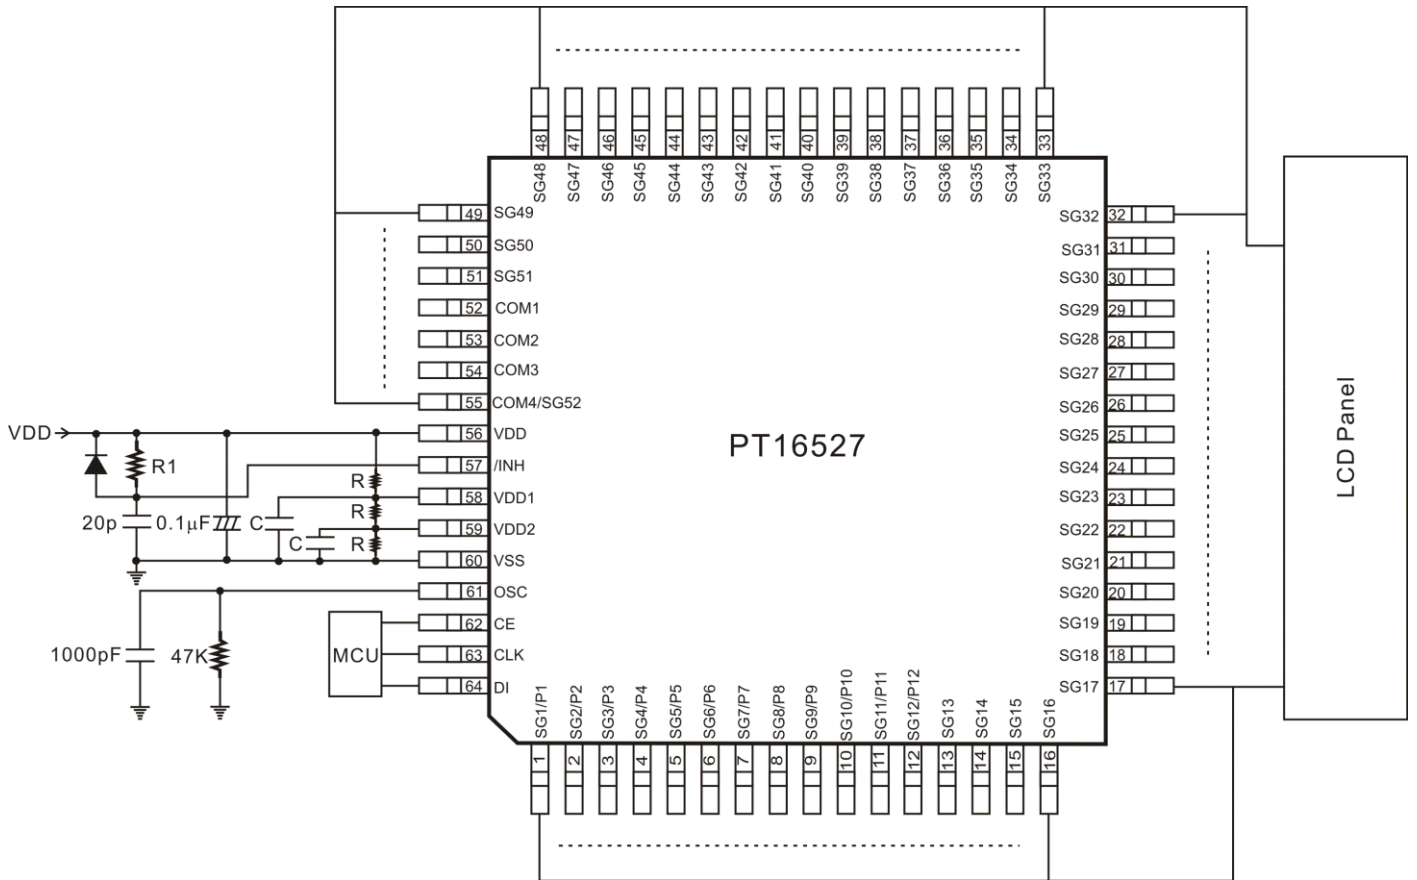 48 47 46 45 44 43 42 41 40 39 38 37 36 35 34 33
SG48 SG47 SG46 SG45 SG44 SG43 SG42 SG41 SG40 SG39 SG38 SG37 SG36 SG35 SG34 SG33
49 SG49
50 SG50
51 SG51
52 COM1
53 COM2
54 COM3
55 COM4/SG52
56 VDD
57 /INH
58 VDD1
59 VDD2
60 VSS
61 OSC
62 CE
63 CLK
64 DI
VDD
R1
R
R
R
20p
0.1µF
C
C
1000pF
47K
MCU
PT16527
SG32 32
SG31 31
SG30 30
SG29 29
SG28 28
SG27 27
SG26 26
SG25 25
SG24 24
SG23 23
SG22 22
SG21 21
SG20 20
SG19 19
SG18 18
SG17 17
LCD Panel
SG1/P1 SG2/P2 SG3/P3 SG4/P4 SG5/P5 SG6/P6 SG7/P7 SG8/P8 SG9/P9 SG10/P10 SG11/P11 SG12/P12 SG13 SG14 SG15 SG16
1 2 3 4 5 6 7 8 9 10 11 12 13 14 15 16